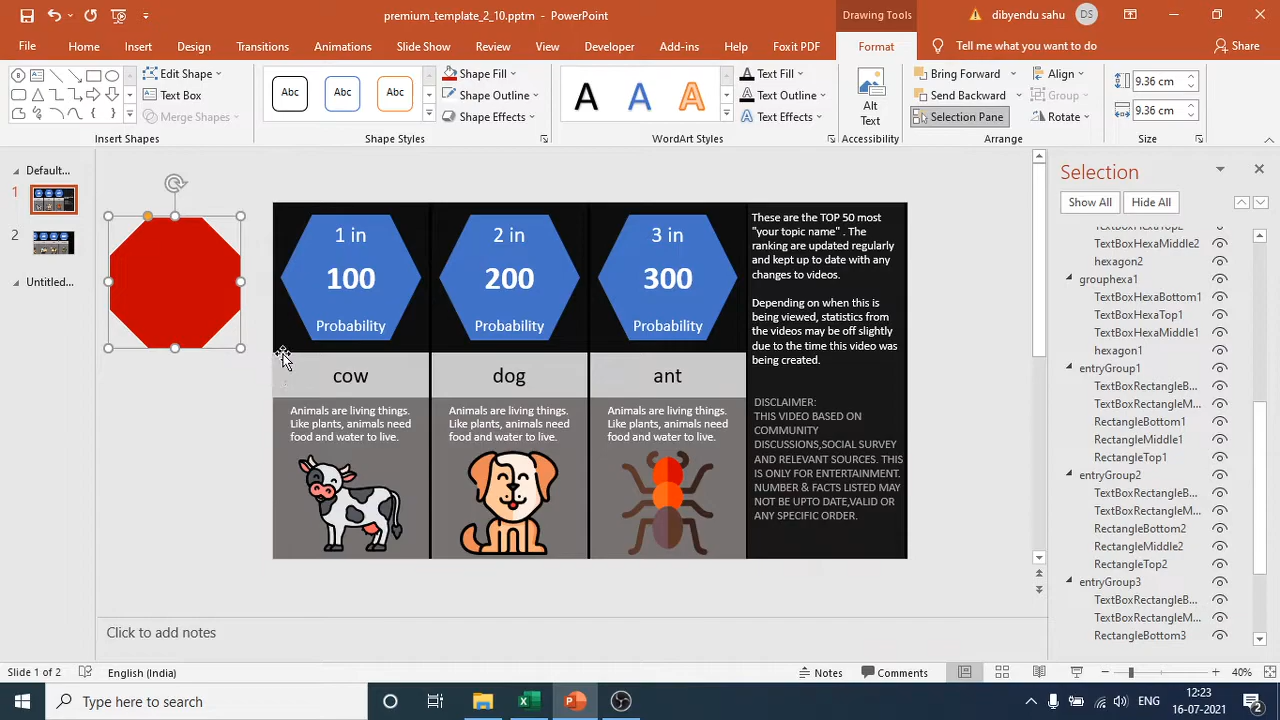 premium_template_2_10.pptm - PowerPoint
Drawing Tools
dibyendu sahu
DS
File
Home
Insert
Design
Transitions
Animations
Slide Show
Review
View
Developer
Add-ins
Help
Foxit PDF
Format
Tell me what you want to do
Share
Edit Shape
Text Box
Merge Shapes
Insert Shapes
Abc
Abc
Abc
Shape Fill
Shape Outline
Shape Effects
Shape Styles
A
A
A
Text Fill
Text Outline
Text Effects
WordArt Styles
Alt
Text
Accessibility
Bring Forward
Send Backward
Selection Pane
Align
Group
Rotate
Arrange
9.36 cm
9.36 cm
Size
Default...
1
2
Untitled...
1 in
100
Probability
2 in
200
Probability
3 in
300
Probability
cow
dog
ant
Animals are living things.
Like plants, animals need
food and water to live.
Animals are living things.
Like plants, animals need
food and water to live.
Animals are living things.
Like plants, animals need
food and water to live.
These are the TOP 50 most
"your topic name" . The
ranking are updated regularly
and kept up to date with any
changes to videos.
Depending on when this is
being viewed, statistics from
the videos may be off slightly
due to the time this video was
being created.
DISCLAIMER:
THIS VIDEO BASED ON
COMMUNITY
DISCUSSIONS,SOCIAL SURVEY
AND RELEVANT SOURCES. THIS
IS ONLY FOR ENTERTAINMENT.
NUMBER & FACTS LISTED MAY
NOT BE UPTO DATE,VALID OR
ANY SPECIFIC ORDER.
Selection
Show All
Hide All
TextBoxHexaMiddle2
hexagon2
grouphexa1
TextBoxHexaBottom1
TextBoxHexaTop1
TextBoxHexaMiddle1
hexagon1
entryGroup1
TextBoxRectangleB...
TextBoxRectangleM...
RectangleBottom1
RectangleMiddle1
RectangleTop1
entryGroup2
TextBoxRectangleB...
TextBoxRectangleM...
RectangleBottom2
RectangleMiddle2
RectangleTop2
entryGroup3
TextBoxRectangleB...
TextBoxRectangleM...
RectangleBottom3
Click to add notes
Slide 1 of 2
English (India)
Notes
Comments
40%
Type here to search
ENG
12:23
16-07-2021
2